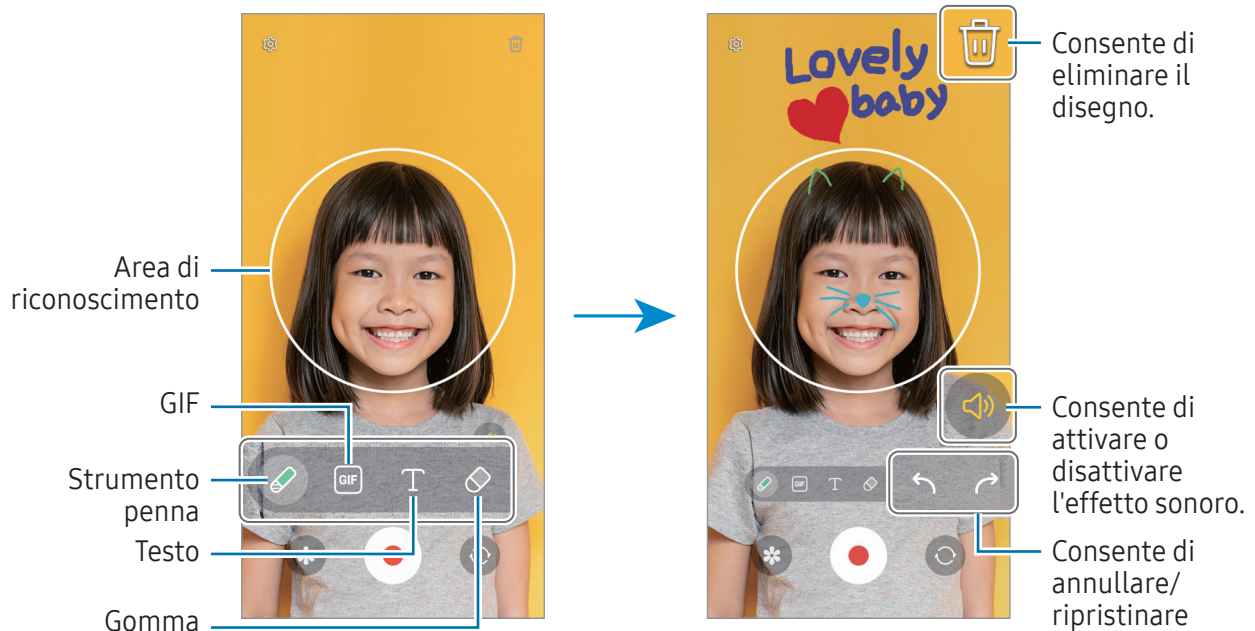 Lovely
baby
Consente di
eliminare il
disegno.
Area di
riconoscimento
GIF
Strumento
penna
Testo
Gomma
GIF
T
GIF
T
Consente di
attivare o
disattivare
l'effetto sonoro.
Consente di
annullare/
ripristinare